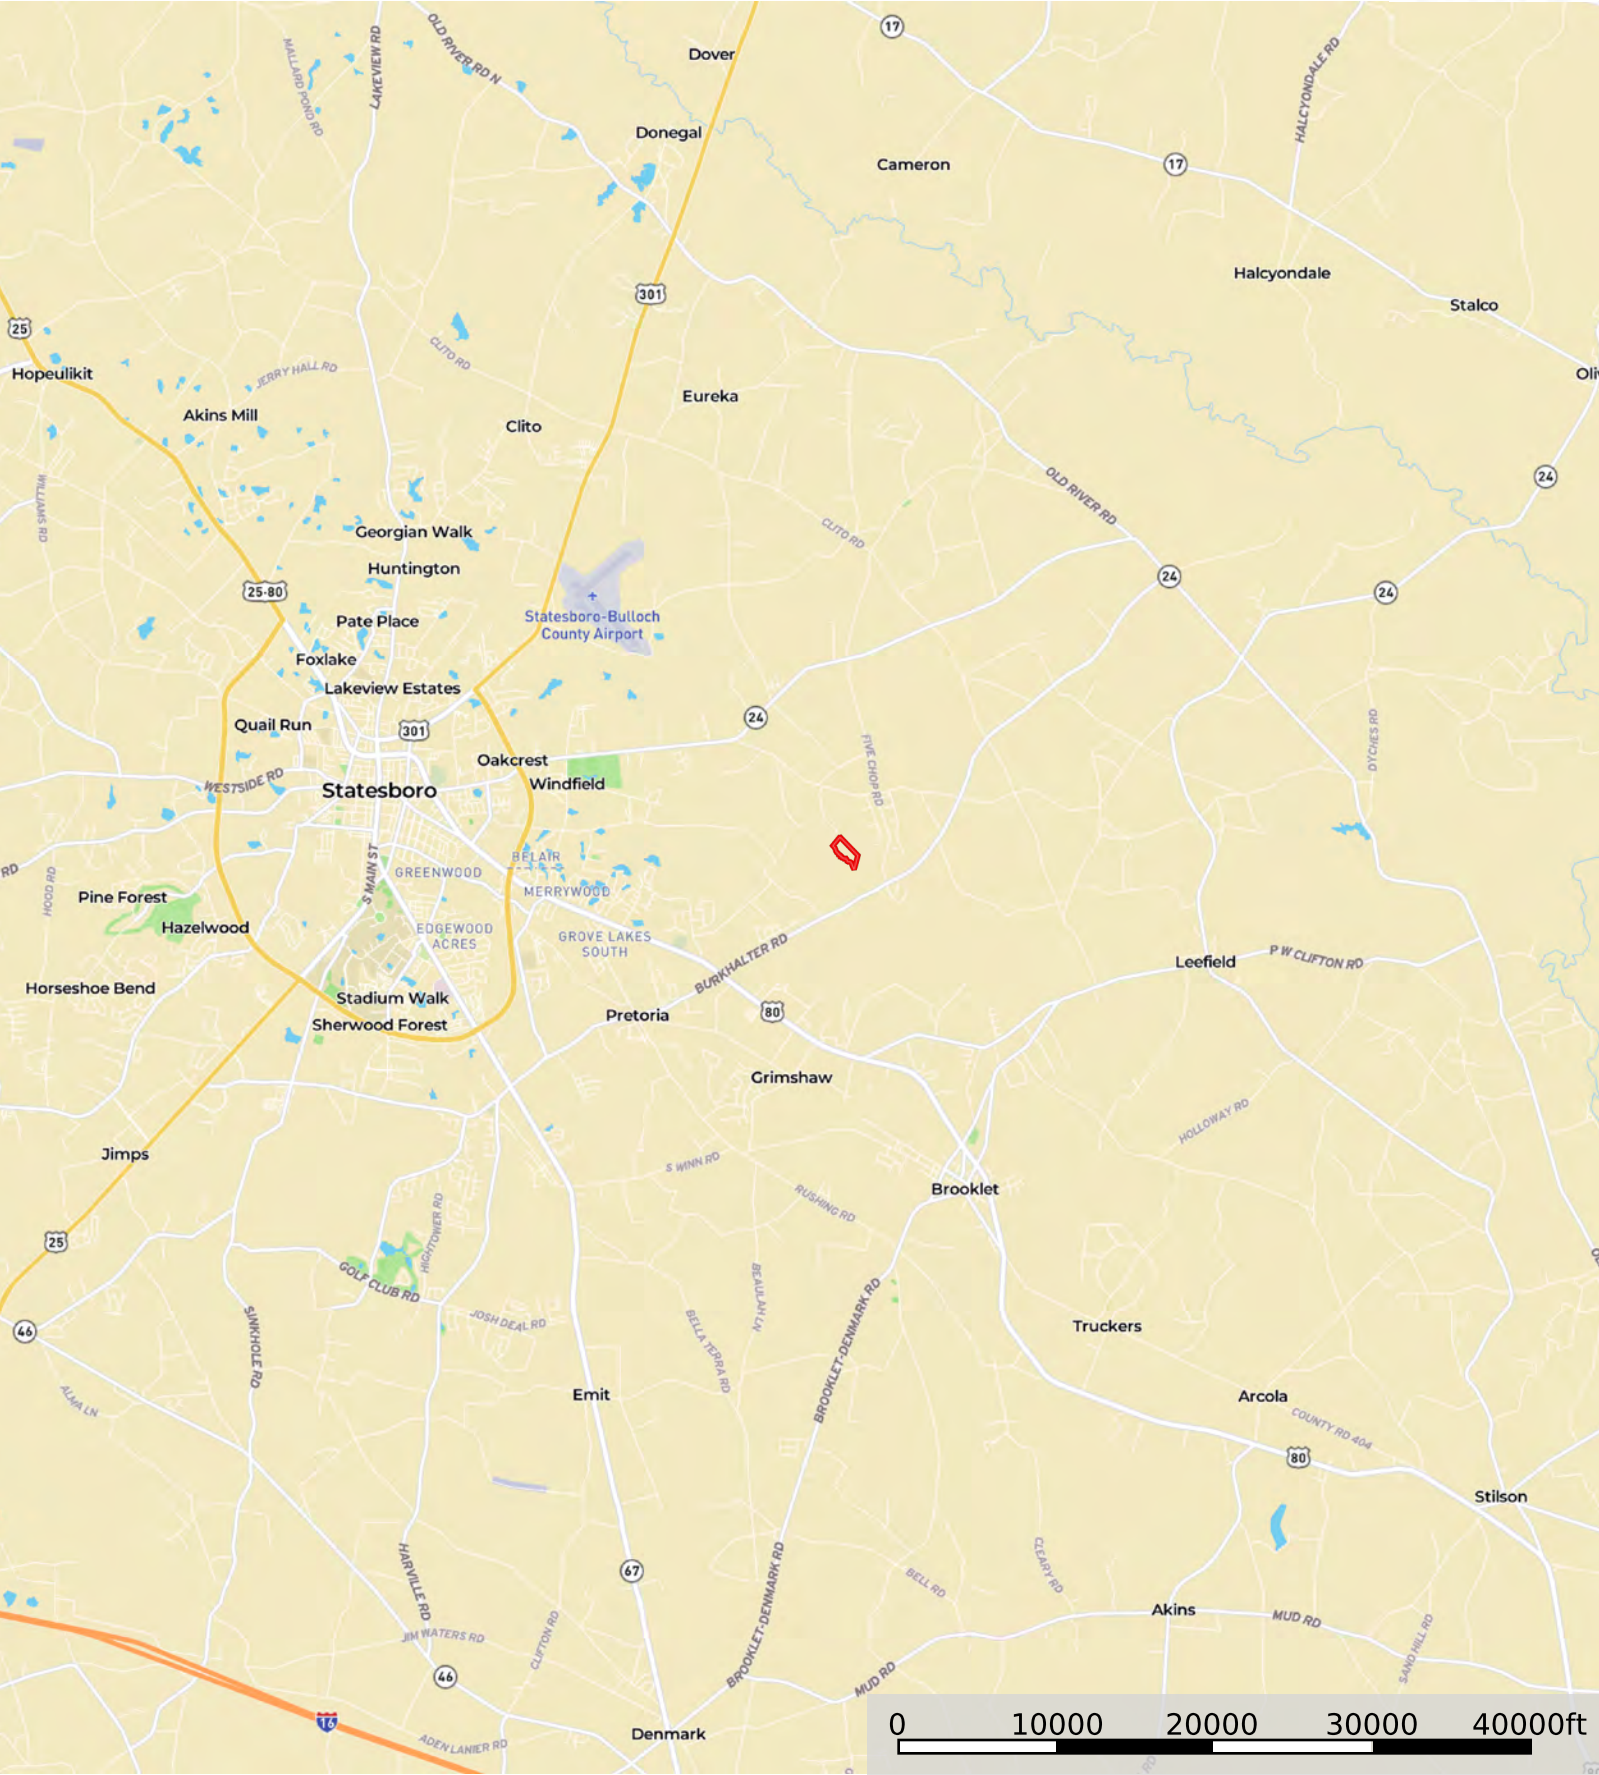 17
Dover
OLD RIVER RD N
LAKEVIEW RD
MALLARD POND RD
HALCYONDALE RD
Donegal
Cameron
17
Halcyondale
301
Stalco
25
CLITO RD
Hopeulikit
JERRY HALL RD
Oliv
Eureka
Akins Mill
Clito
24
OLD RIVER RD
WILLIAMS RD
CLITO RD
Georgian Walk
Huntington
24
25-80
24
Statesboro-Bulloch
County Airport
Pate Place
Foxlake
Lakeview Estates
24
Quail Run
301
DYCHES RD
FIVE CHOP RD
Oakcrest
WESTSIDE RD
Windfield
Statesboro
BELAIR
RD
GREENWOOD
S MAIN ST
HOOD RD
MERRYWOOD
Pine Forest
Hazelwood
EDGEWOOD
ACRES
GROVE LAKES
SOUTH
BURKHALTER RD
Leefield
P W CLIFTON RD
Horseshoe Bend
Stadium Walk
Pretoria
80
Sherwood Forest
Grimshaw
HOLLOWAY RD
Jimps
S WINN RD
Brooklet
RUSHING RD
25
HIGHTOWER RD
GOLF CLUB RD
BEAULAH LN
46
JOSH DEAL RD
Truckers
SINKHOLE RD
BELLA TERRA RD
BROOKLET-DENMARK RD
ALMA LN
Emit
Arcola
COUNTY RD 404
80
Stilson
HARVILLE RD
67
CLEARY RD
BELL RD
BROOKLET-DENMARK RD
Akins
MUD RD
JIM WATERS RD
CLIFTON RD
SAND HILL RD
46
MUD RD
16
Denmark
ADEN LANIER RD
0 10000 20000 30000 40000ft
RD